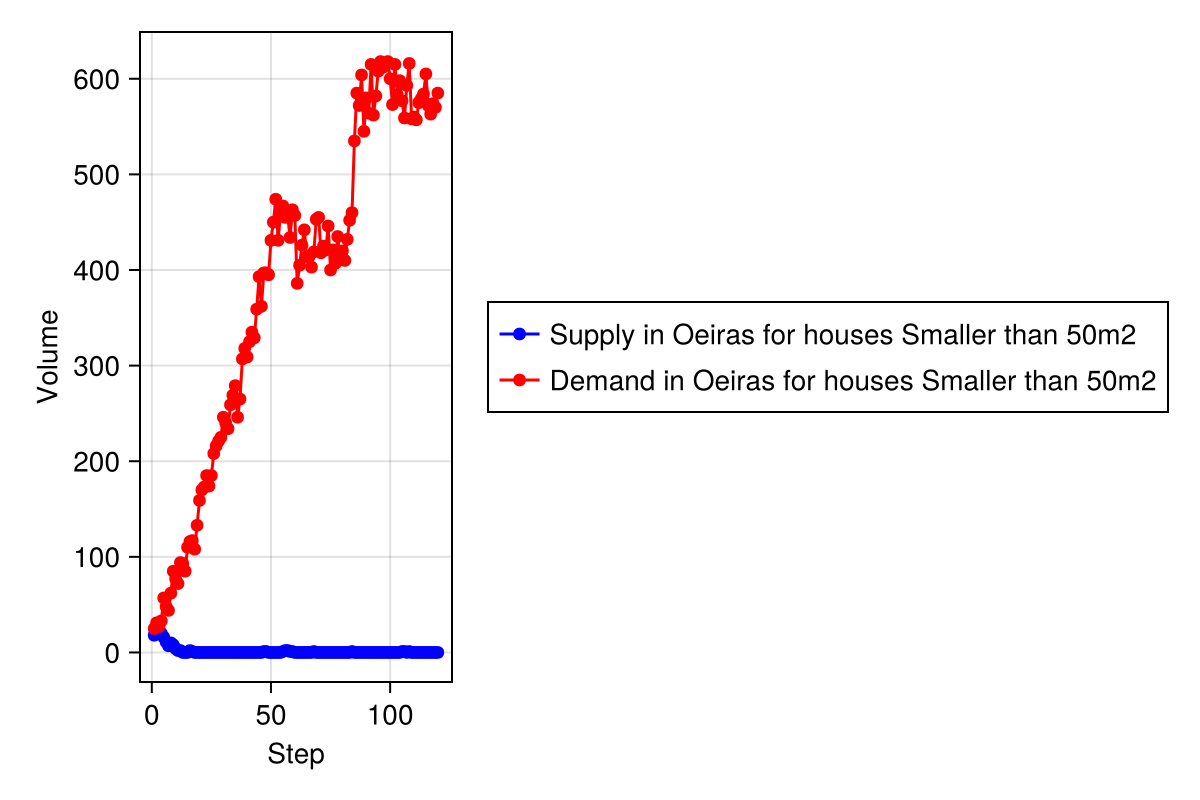 600
500
400
300
200
100
0
Volume
0 50 100
Step
Supply in Oeiras for houses Smaller than 50m2
Demand in Oeiras for houses Smaller than 50m2